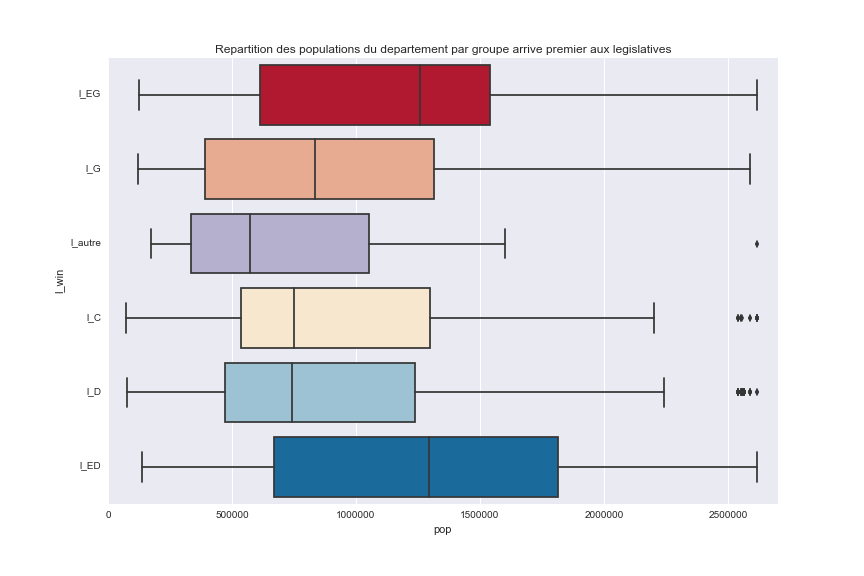 Repartition des populations du departement par groupe arrive premier aux legislatives
l_EG
l_G
l_autre
l_win
l_C
l_D
l_ED
0 500000 1000000 1500000 2000000 2500000
pop